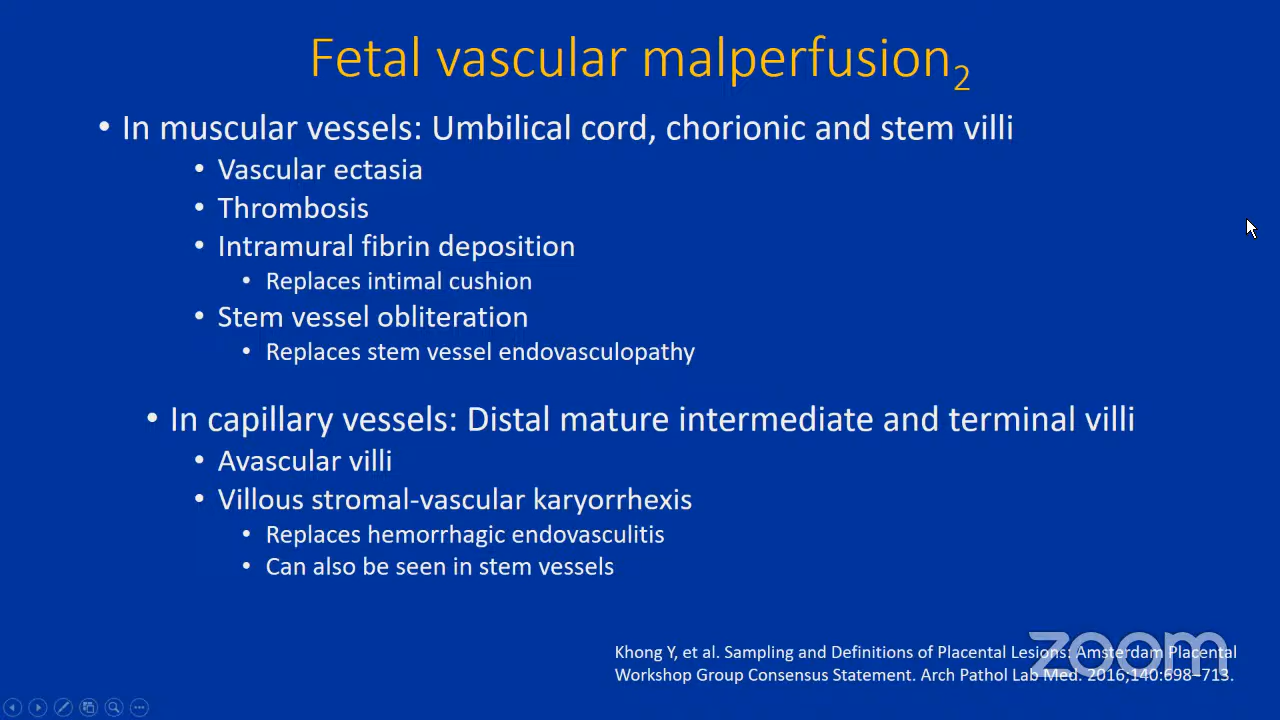 Fetal vascular malperfusion₂
• In muscular vessels: Umbilical cord, chorionic and stem villi
• Vascular ectasia
• Thrombosis
• Intramural fibrin deposition
• Replaces intimal cushion
• Stem vessel obliteration
• Replaces stem vessel endovasculopathy
• In capillary vessels: Distal mature intermediate and terminal villi
• Avascular villi
• Villous stromal-vascular karyorrhexis
• Replaces hemorrhagic endovasculitis
• Can also be seen in stem vessels
Khong Y, et al. Sampling and Definitions of Placental Lesions: Amsterdam Placental
Workshop Group Consensus Statement. Arch Pathol Lab Med. 2016;140:698–713.
zoom